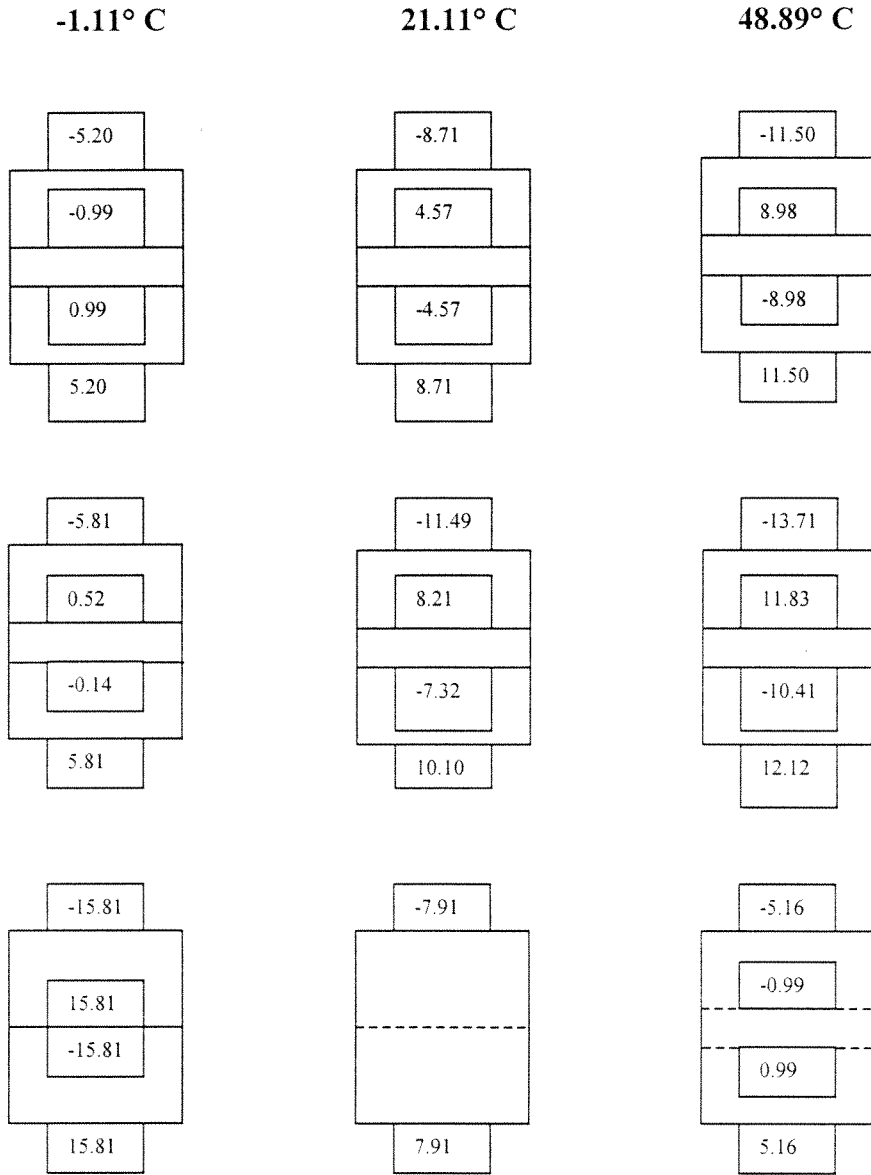 -1.11° C 21.11° C 48.89° C
-5.20 -8.71 -11.50
-0.99 4.57 8.98
0.99 -4.57 -8.98
5.20 8.71 11.50
-5.81 -11.49 -13.71
0.52 8.21 11.83
-0.14 -7.32 -10.41
5.81 10.10 12.12
-15.81 -7.91 -5.16
15.81 -0.99
-15.81 0.99
15.81 7.91 5.16